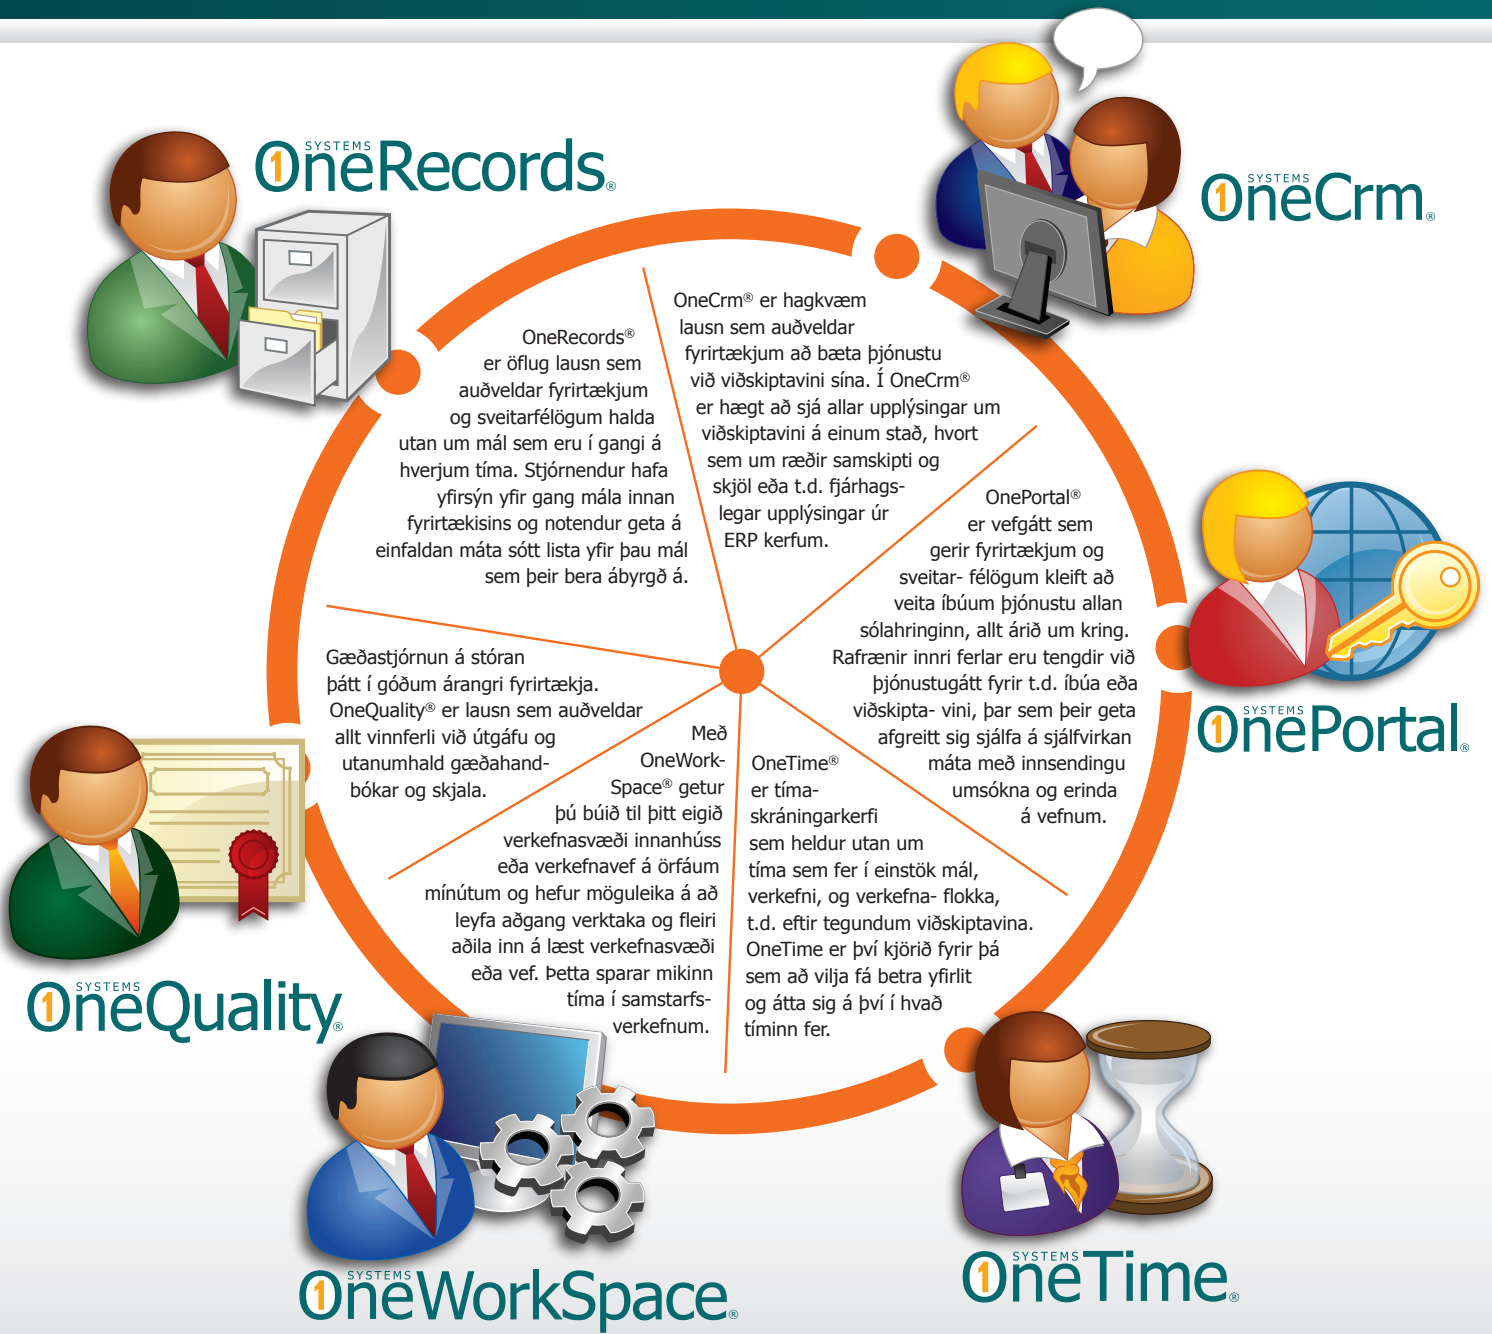 SYSTEMS
OneRecords®
SYSTEMS
OneCrm®
OneRecords®
er öflug lausn sem
auðveldar fyrirtækjum
og sveitarfélögum halda
utan um mál sem eru í gangi á
hverjum tíma. Stjórnendur hafa
yfirsýn yfir gang mála innan
fyrirtækisins og notendur geta á
einfaldan máta sótt lista yfir þau mál
sem þeir bera ábyrgð á.
OneCrm® er hagkvæm
lausn sem auðveldar
fyrirtækjum að bæta þjónustu
við viðskiptavini sína. Í OneCrm®
er hægt að sjá allar upplýsingar um
viðskiptavini á einum stað, hvort
sem um ræðir samskipti og
skjöl eða t.d. fjárhags-
legar upplýsingar úr
ERP kerfum.
OnePortal®
er vefgátt sem
gerir fyrirtækjum og
sveitar- félögum kleift að
veita íbúum þjónustu allan
sólahringinn, allt árið um kring.
Rafrænir innri ferlar eru tengdir við
þjónustugátt fyrir t.d. íbúa eða
viðskipta- vini, þar sem þeir geta
afgreitt sig sjálfa á sjálfvirkan
máta með innsendingu
umsókna og erinda
á vefnum.
SYSTEMS
OnePortal®
Gæðastjórnun á stóran
þátt í góðum árangri fyrirtækja.
OneQuality® er lausn sem auðveldar
allt vinnferli við útgáfu og
utanumhald gæðahand-
bókar og skjala.
Með
OneWork-
Space® getur
þú búið til þitt eigið
verkefnasvæði innanhúss
eða verkefnavef á örfáum
mínútum og hefur möguleika á að
leyfa aðgang verktaka og fleiri
aðila inn á læst verkefnasvæði
eða vef. Þetta sparar mikinn
tíma í samstarfs-
verkefnum.
OneTime®
er tíma-
skráningarkerfi
sem heldur utan um
tíma sem fer í einstök mál,
verkefni, og verkefna- flokka,
t.d. eftir tegundum viðskiptavina.
OneTime er því kjörið fyrir þá
sem að vilja fá betra yfirlit
og átta sig á því í hvað
tíminn fer.
SYSTEMS
OneQuality®
SYSTEMS
OneWorkSpace®
SYSTEMS
OneTime®